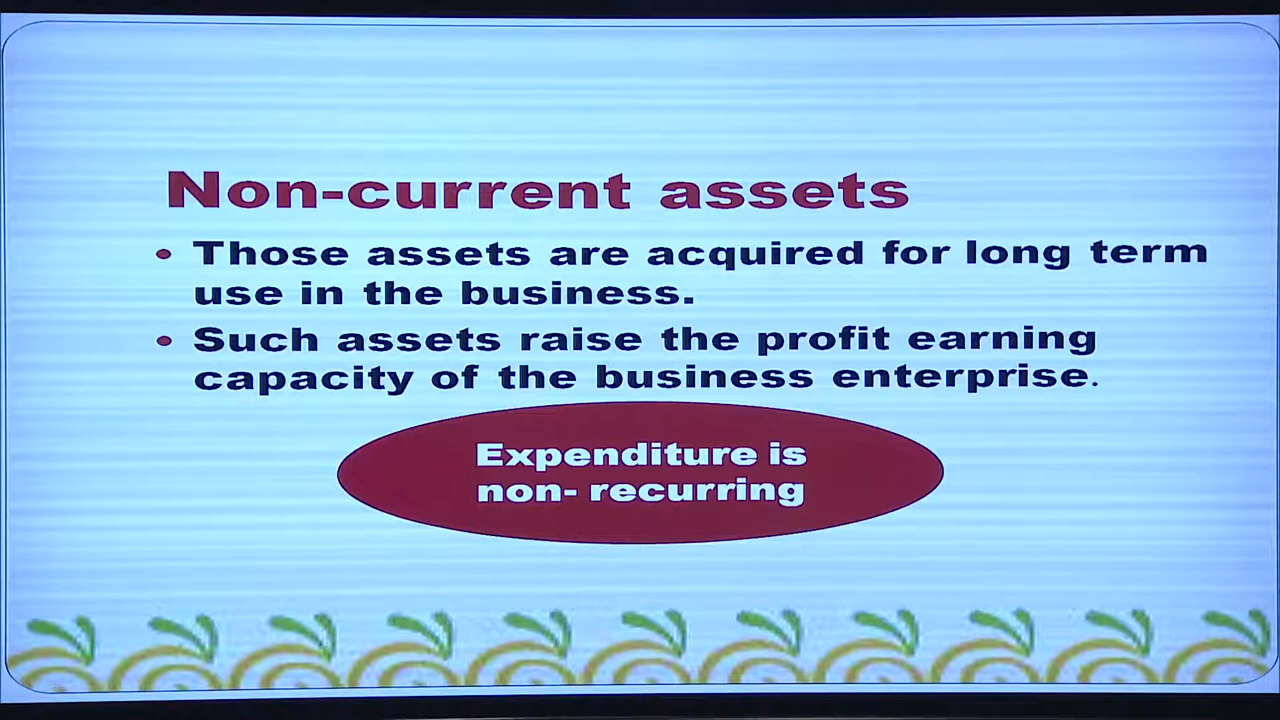 Non-current assets
• Those assets are acquired for long term
use in the business.
• Such assets raise the profit earning
capacity of the business enterprise.
Expenditure is
non- recurring